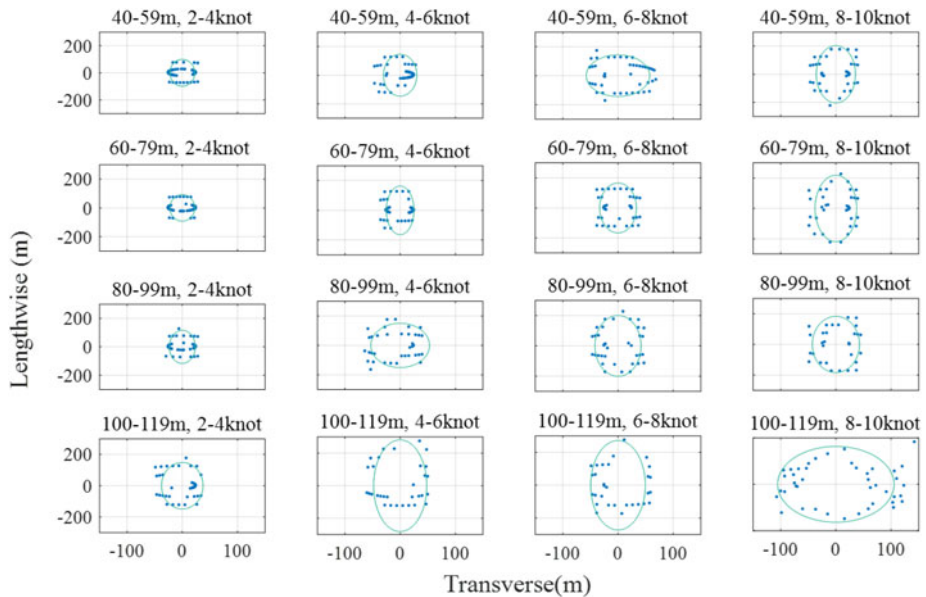 40-59m, 2-4knot
40-59m, 4-6knot
40-59m, 6-8knot
40-59m, 8-10knot
200
0
-200
60-79m, 2-4knot
60-79m, 4-6knot
60-79m, 6-8knot
60-79m, 8-10knot
200
0
-200
80-99m, 2-4knot
80-99m, 4-6knot
80-99m, 6-8knot
80-99m, 8-10knot
200
0
-200
100-119m, 2-4knot
100-119m, 4-6knot
100-119m, 6-8knot
100-119m, 8-10knot
200
0
-200
-100 0 100
-100 0 100
-100 0 100
-100 0 100
Lengthwise (m)
Transverse(m)